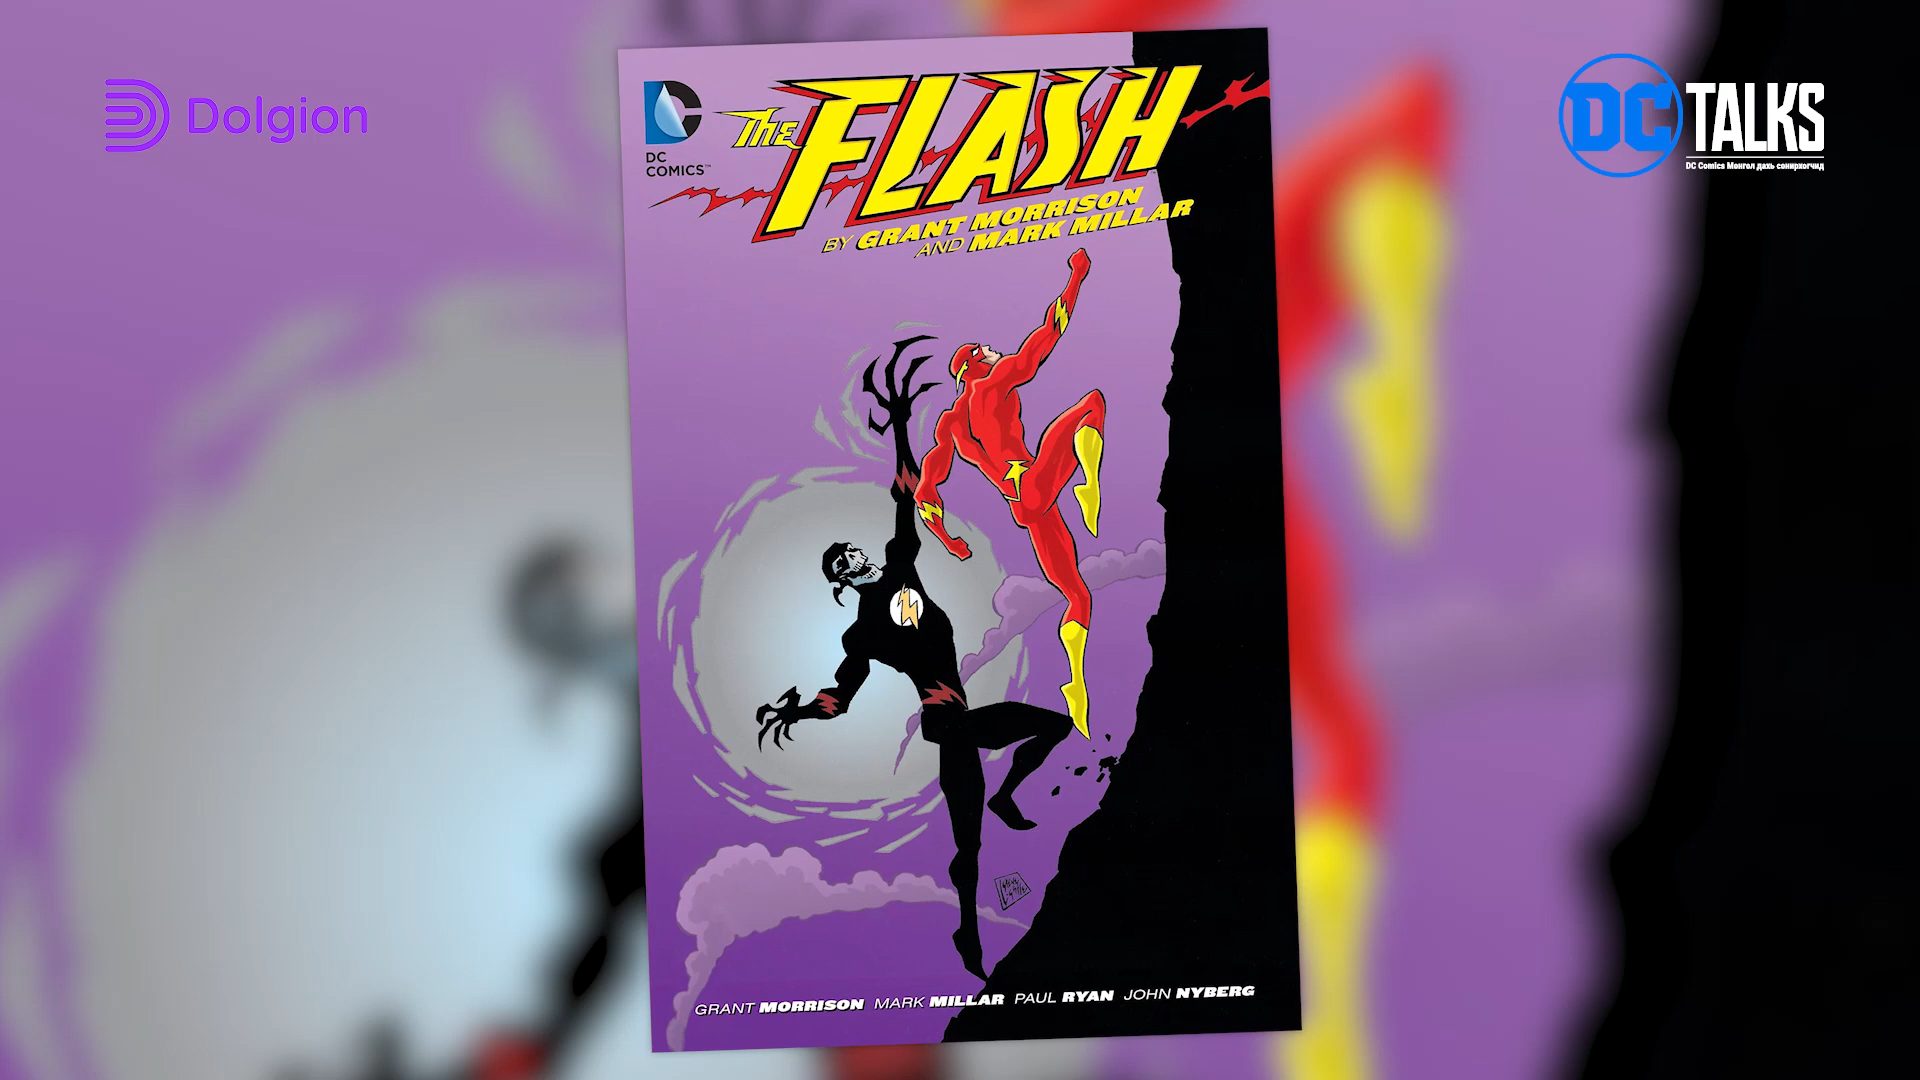 Dolgion
DC TALKS
DC Comics Монгол дахь сонирхогчид
DC
COMICS™
The FLASH
BY GRANT MORRISON
AND MARK MILLAR
GRANT MORRISON MARK MILLAR PAUL RYAN JOHN NYBERG